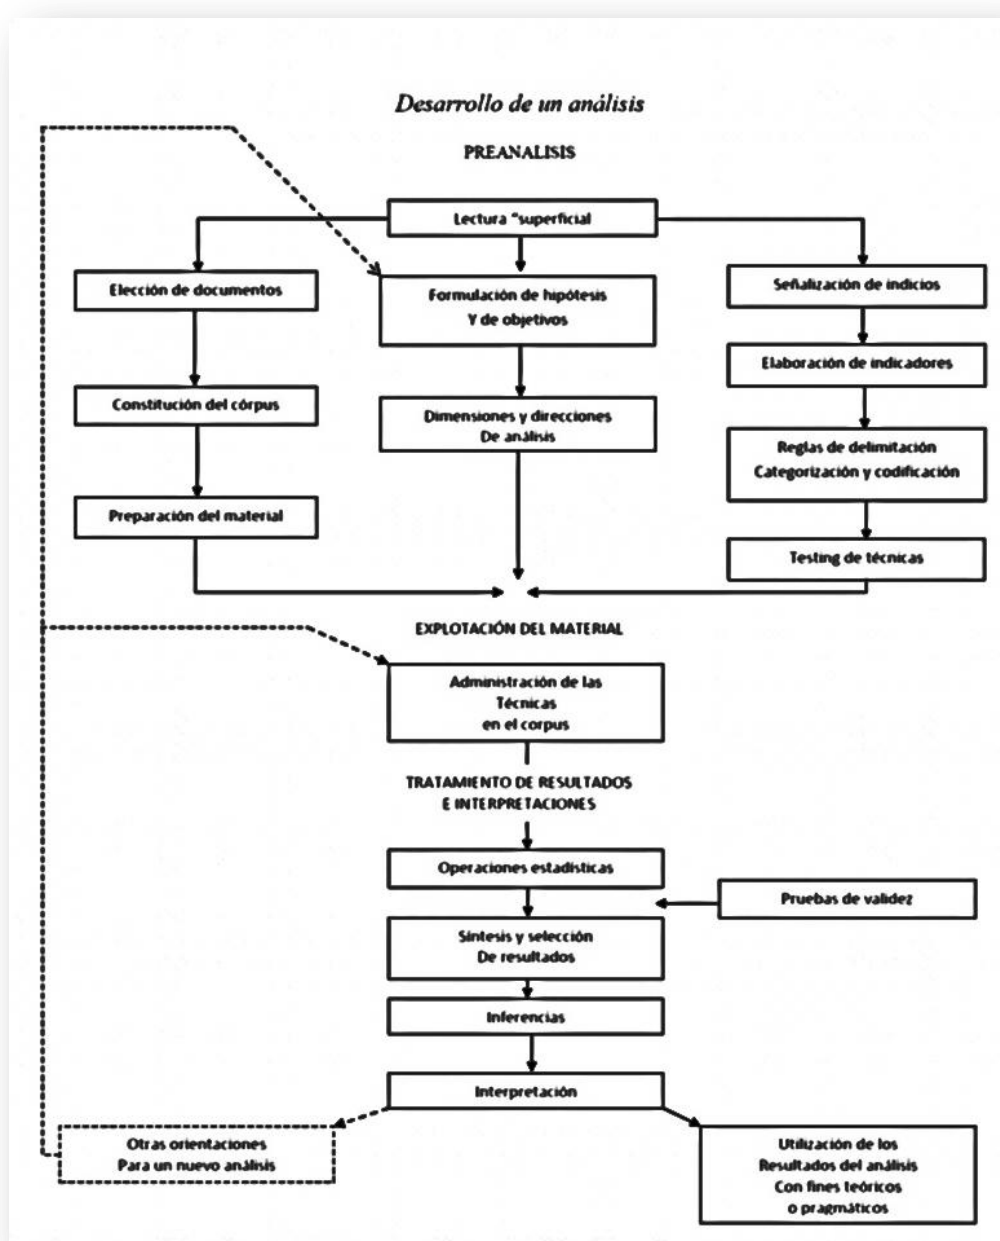 Desarrollo de un análisis
PREANALISIS
Lectura "superficial
Elección de documentos
Formulación de hipótesis
Y de objetivos
Señalización de indicios
Constitución del córpus
Dimensiones y direcciones
De análisis
Elaboración de indicadores
Preparación del material
Reglas de delimitación
Categorización y codificación
Testing de técnicas
EXPLOTACIÓN DEL MATERIAL
Administración de las
Técnicas
en el corpus
TRATAMIENTO DE RESULTADOS
E INTERPRETACIONES
Operaciones estadísticas
Pruebas de validez
Síntesis y selección
De resultados
Inferencias
Interpretación
Otras orientaciones
Para un nuevo análisis
Utilización de los
Resultados del análisis
Con fines teóricos
o pragmáticos